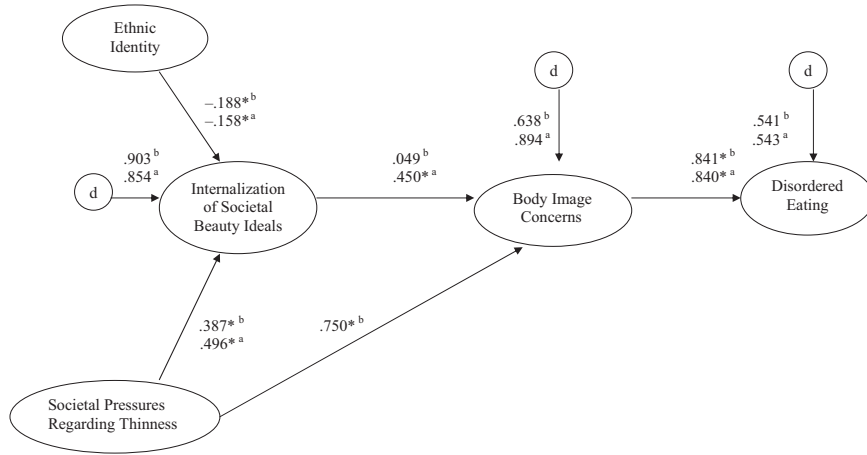 Ethnic
Identity
d
d
–.188* ᵇ
–.158* ᵃ
.638 ᵇ
.894 ᵃ
.541 ᵇ
.543 ᵃ
.903 ᵇ
.854 ᵃ
d
Internalization
of Societal
Beauty Ideals
.049 ᵇ
.450* ᵃ
Body Image
Concerns
.841* ᵇ
.840* ᵃ
Disordered
Eating
.387* ᵇ
.496* ᵃ
.750* ᵇ
Societal Pressures
Regarding Thinness